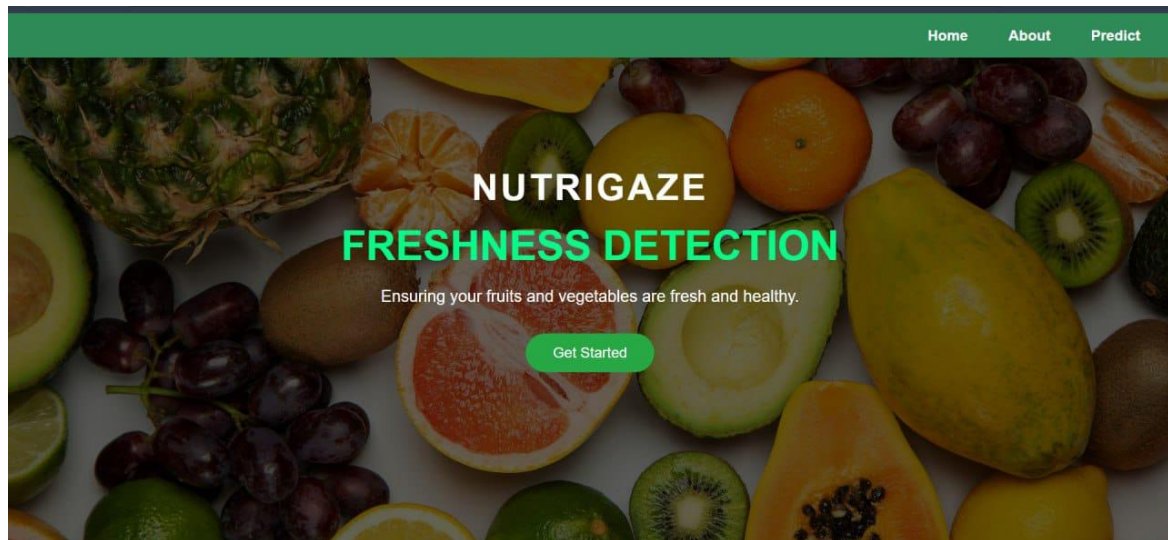 Home About Predict
NUTRIGAZE
FRESHNESS DETECTION
Ensuring your fruits and vegetables are fresh and healthy.
Get Started